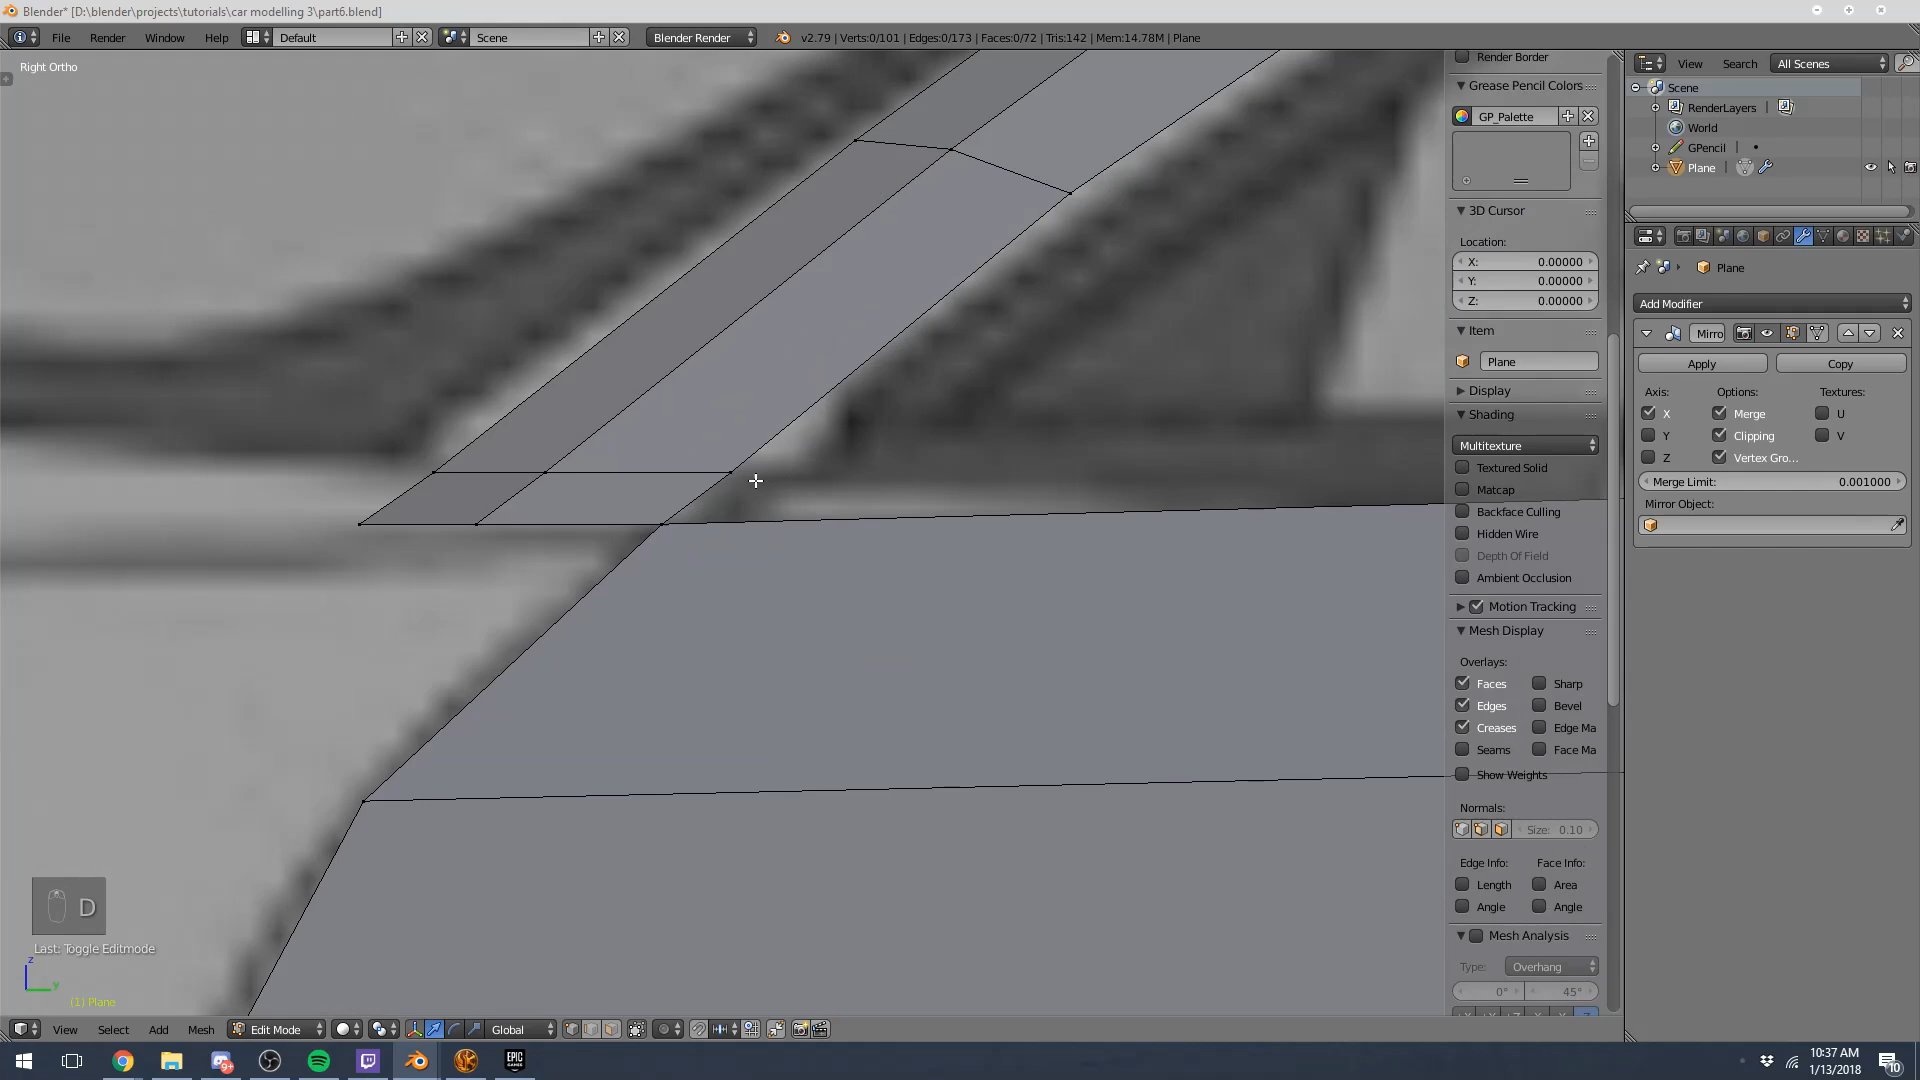 Blender* [D:\blender\projects\tutorials\car modelling 3\part6.blend]
File Render Window Help Default Scene Blender Render v2.79 | Verts:0/101 | Edges:0/173 | Faces:0/72 | Tris:142 | Mem:14.78M | Plane
Right Ortho
Render Border
Grease Pencil Colors
GP_Palette
3D Cursor
Location:
X: 0.00000
Y: 0.00000
Z: 0.00000
Item
Plane
Display
Shading
Multitexture
Textured Solid
Matcap
Backface Culling
Hidden Wire
Depth Of Field
Ambient Occlusion
Motion Tracking
Mesh Display
Overlays:
Faces Sharp
Edges Bevel
Creases Edge Ma
Seams Face Ma
Show Weights
Normals:
Size: 0.10
Edge Info: Face Info:
Length Area
Angle Angle
Mesh Analysis
Type: Overhang
0° 45°
View Search All Scenes
Scene
RenderLayers
World
GPencil
Plane
Plane
Add Modifier
Mirro
Apply Copy
Axis: Options: Textures:
X Merge U
Y Clipping V
Z Vertex Gro...
Merge Limit: 0.001000
Mirror Object:
D
Last: Toggle Editmode
z
y
(1) Plane
View Select Add Mesh Edit Mode Global
9+
EPIC
GAMES
10:37 AM
1/13/2018
10